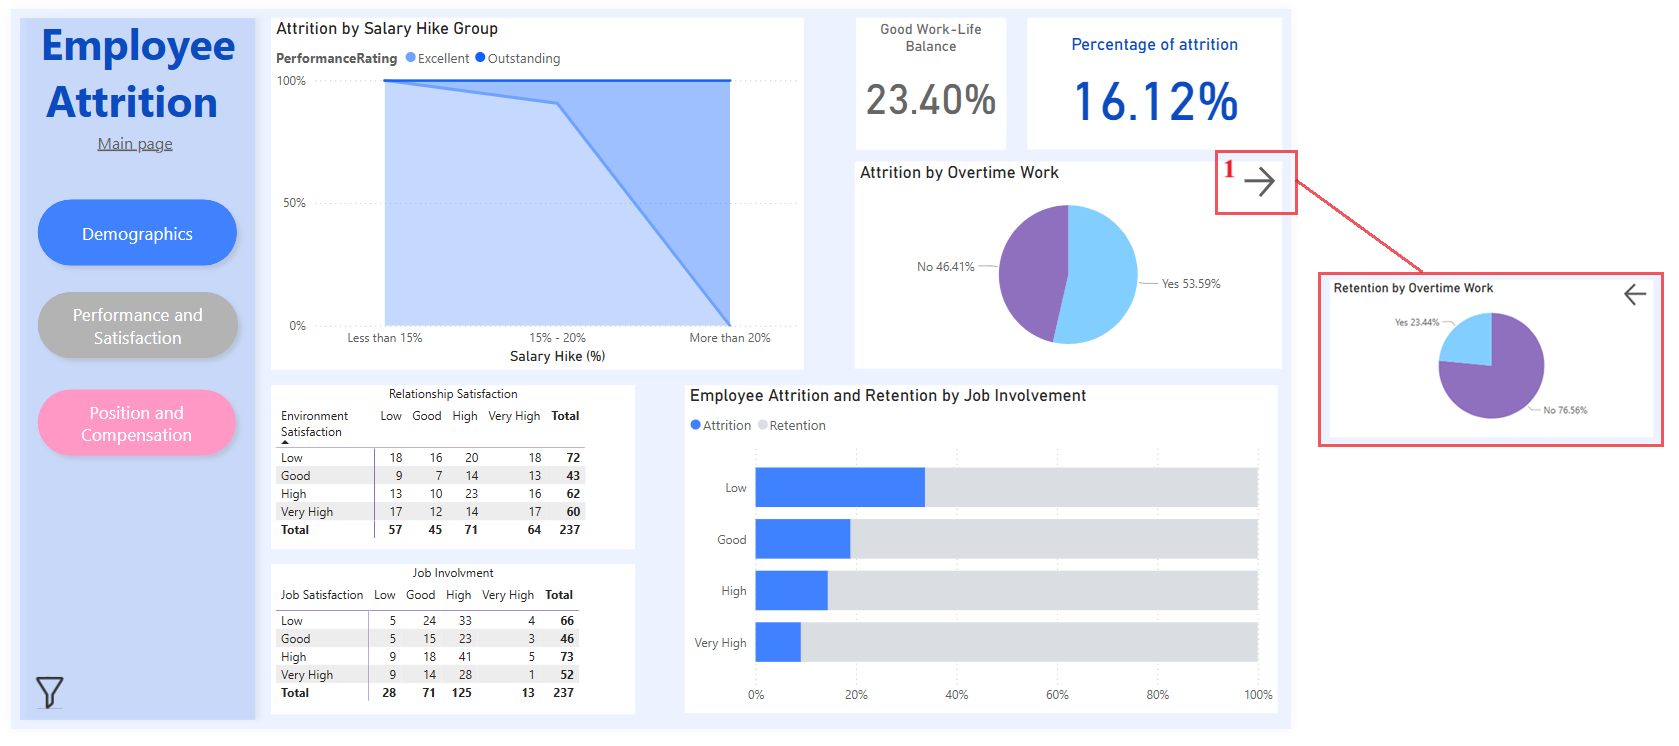 Employee
Attrition
Main page
Demographics
Performance and
Satisfaction
Position and
Compensation
Attrition by Salary Hike Group
PerformanceRating Excellent Outstanding
100%
50%
0%
Less than 15% 15% - 20% More than 20%
Salary Hike (%)
Good Work-Life
Balance
23.40%
Percentage of attrition
16.12%
Attrition by Overtime Work
1
No 46.41%
Yes 53.59%
Retention by Overtime Work
Yes 23.44%
No 76.56%
Relationship Satisfaction
Environment Low Good High Very High Total
Satisfaction
Low 18 16 20 18 72
Good 9 7 14 13 43
High 13 10 23 16 62
Very High 17 12 14 17 60
Total 57 45 71 64 237
Job Involvment
Job Satisfaction Low Good High Very High Total
Low 5 24 33 4 66
Good 5 15 23 3 46
High 9 18 41 5 73
Very High 9 14 28 1 52
Total 28 71 125 13 237
Employee Attrition and Retention by Job Involvement
Attrition Retention
Low
Good
High
Very High
0% 20% 40% 60% 80% 100%